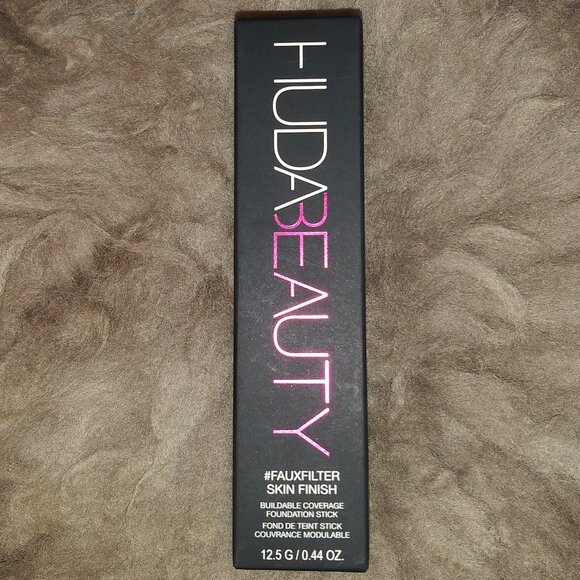 HUDABEAUTY
#FAUXFILTER
SKIN FINISH
BUILDABLE COVERAGE
FOUNDATION STICK
FOND DE TEINT STICK
COUVRANCE MODULABLE
12.5 G / 0.44 OZ.